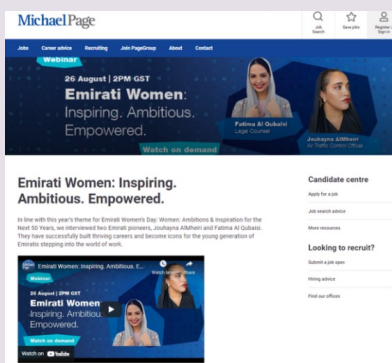 Michael Page
Job
Search
Save jobs
Register
Sign in
Jobs
Career advice
Recruiting
Join PageGroup
About
Contact
Webinar
26 August | 2PM GST
Emirati Women:
Inspiring. Ambitious.
Empowered.
Watch on demand
Fatima Al Qubaisi
Legal Counsel
Jouhayna AlMheiri
Air Traffic Control Officer
Emirati Women: Inspiring.
Ambitious. Empowered.
In line with this year's theme for Emirati Women's Day: Women: Ambitions & Inspiration for the
Next 50 Years, we interviewed two Emirati pioneers, Jouhayna AlMheiri and Fatima Al Qubaisi.
They have successfully built thriving careers and become icons for the young generation of
Emiratis stepping into the world of work.
Emirati Women: Inspiring. Ambitious. E...
Watch later
Share
Webinar
26 August | 2PM GST
Emirati Women
Inspiring. Ambitious.
Empowered.
Watch on demand
Watch on YouTube
Candidate centre
Apply for a job
Job search advice
More resources
Looking to recruit?
Submit a job spec
Hiring advice
Find our offices